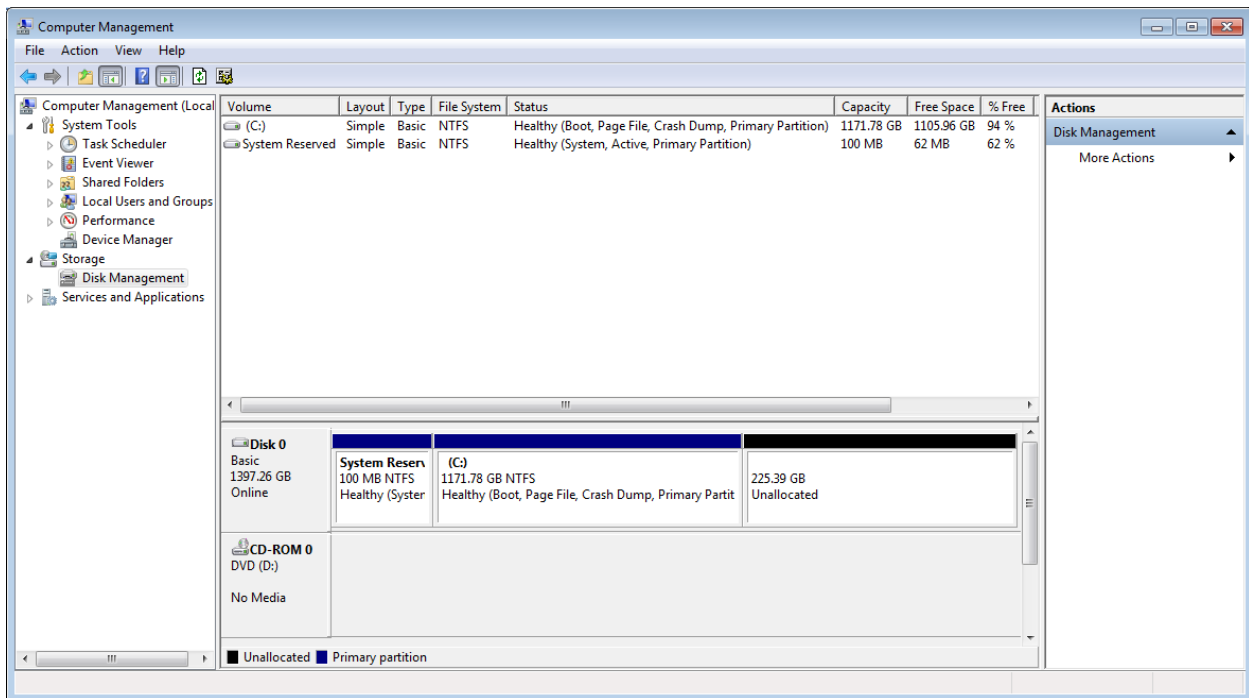 Computer Management
File Action View Help
Computer Management (Local
System Tools
Task Scheduler
Event Viewer
Shared Folders
Local Users and Groups
Performance
Device Manager
Storage
Disk Management
Services and Applications
Volume Layout Type File System Status Capacity Free Space % Free
(C:) Simple Basic NTFS Healthy (Boot, Page File, Crash Dump, Primary Partition) 1171.78 GB 1105.96 GB 94 %
System Reserved Simple Basic NTFS Healthy (System, Active, Primary Partition) 100 MB 62 MB 62 %
Disk 0
Basic
1397.26 GB
Online
System Reserv
100 MB NTFS
Healthy (Syster
(C:)
1171.78 GB NTFS
Healthy (Boot, Page File, Crash Dump, Primary Partit
225.39 GB
Unallocated
CD-ROM 0
DVD (D:)
No Media
Unallocated Primary partition
Actions
Disk Management
More Actions